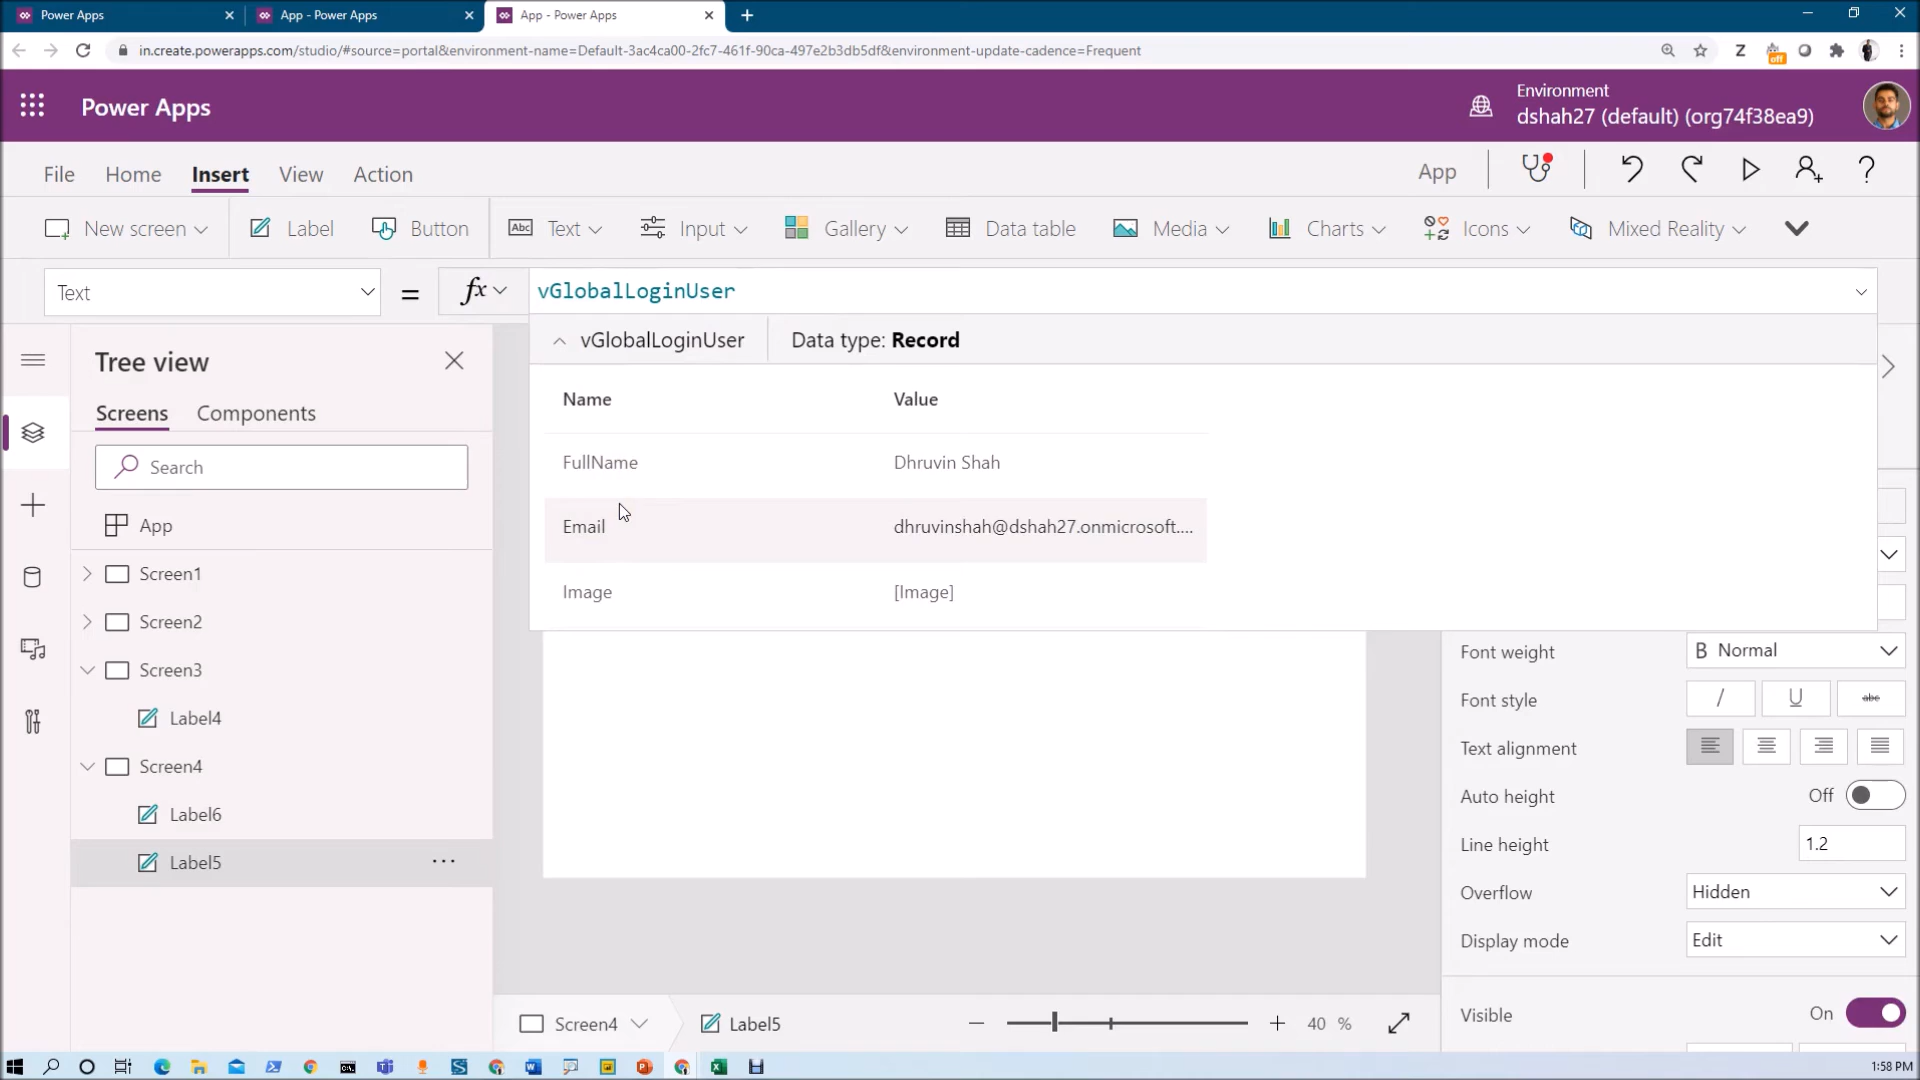 Power Apps
App - Power Apps
App - Power Apps
in.create.powerapps.com/studio/#source=portal&environment-name=Default-3ac4ca00-2fc7-461f-90ca-497e2b3db5df&environment-update-cadence=Frequent
Z
off
Power Apps
Environment
dshah27 (default) (org74f38ea9)
File Home Insert View Action
App
?
New screen Label Button Abc Text Input Gallery Data table Media Charts Icons Mixed Reality
Text = fx vGlobalLoginUser
vGlobalLoginUser Data type: Record
Tree view
Name Value
Screens Components
FullName Dhruvin Shah
Search
Email dhruvinshah@dshah27.onmicrosoft....
App
Image [Image]
Screen1
Screen2
Screen3
Label4
Screen4
Label6
Label5 ...
Font weight B Normal
Font style / U abc
Text alignment
Auto height Off
Line height 1.2
Overflow Hidden
Display mode Edit
Visible On
Screen4 Label5 40 %
1:58 PM